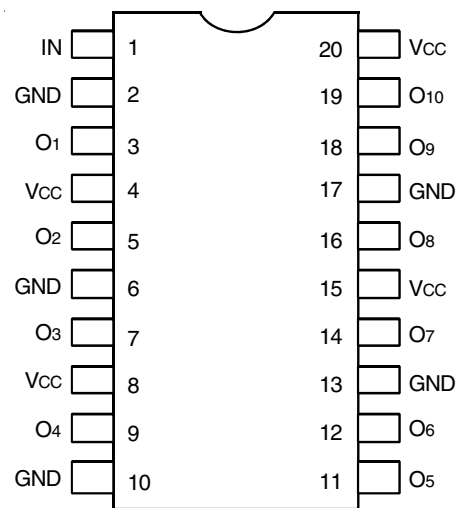 IN 1 20 VCC
GND 2 19 O10
O1 3 18 O9
VCC 4 17 GND
O2 5 16 O8
GND 6 15 VCC
O3 7 14 O7
VCC 8 13 GND
O4 9 12 O6
GND 10 11 O5